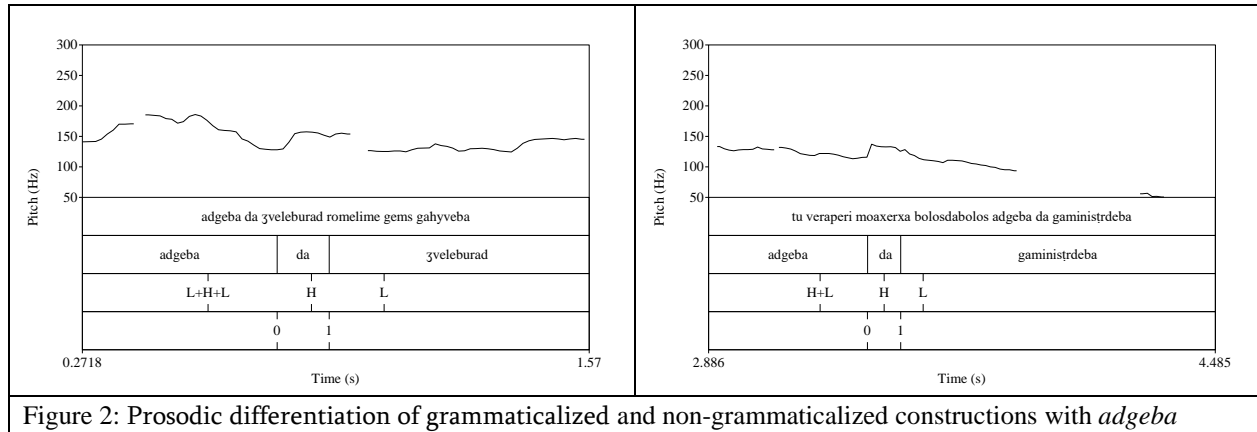 300
250
200
150
100
50
Pitch (Hz)
adgeba da ʒveleburad romelime gems gahyveba
adgeba da ʒveleburad
L+H+L H L
0 1
0.2718 1.57
Time (s)
300
250
200
150
100
50
Pitch (Hz)
tu veraperi moaxerxa bolosdabolos adgeba da gaminisṭrdeba
adgeba da gaminisṭrdeba
H+L H L
0 1
2.886 4.485
Time (s)
Figure 2: Prosodic differentiation of grammaticalized and non-grammaticalized constructions with adgeba